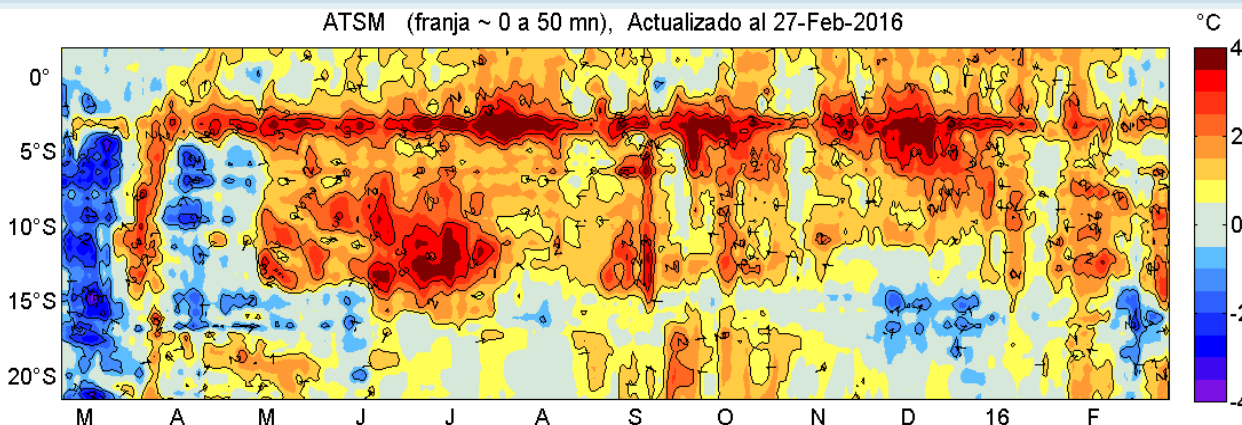 ATSM (franja ~ 0 a 50 mn), Actualizado al 27-Feb-2016
°C
0°
5°S
10°S
15°S
20°S
M A M J J A S O N D 16 F
4
2
0
-2
-4